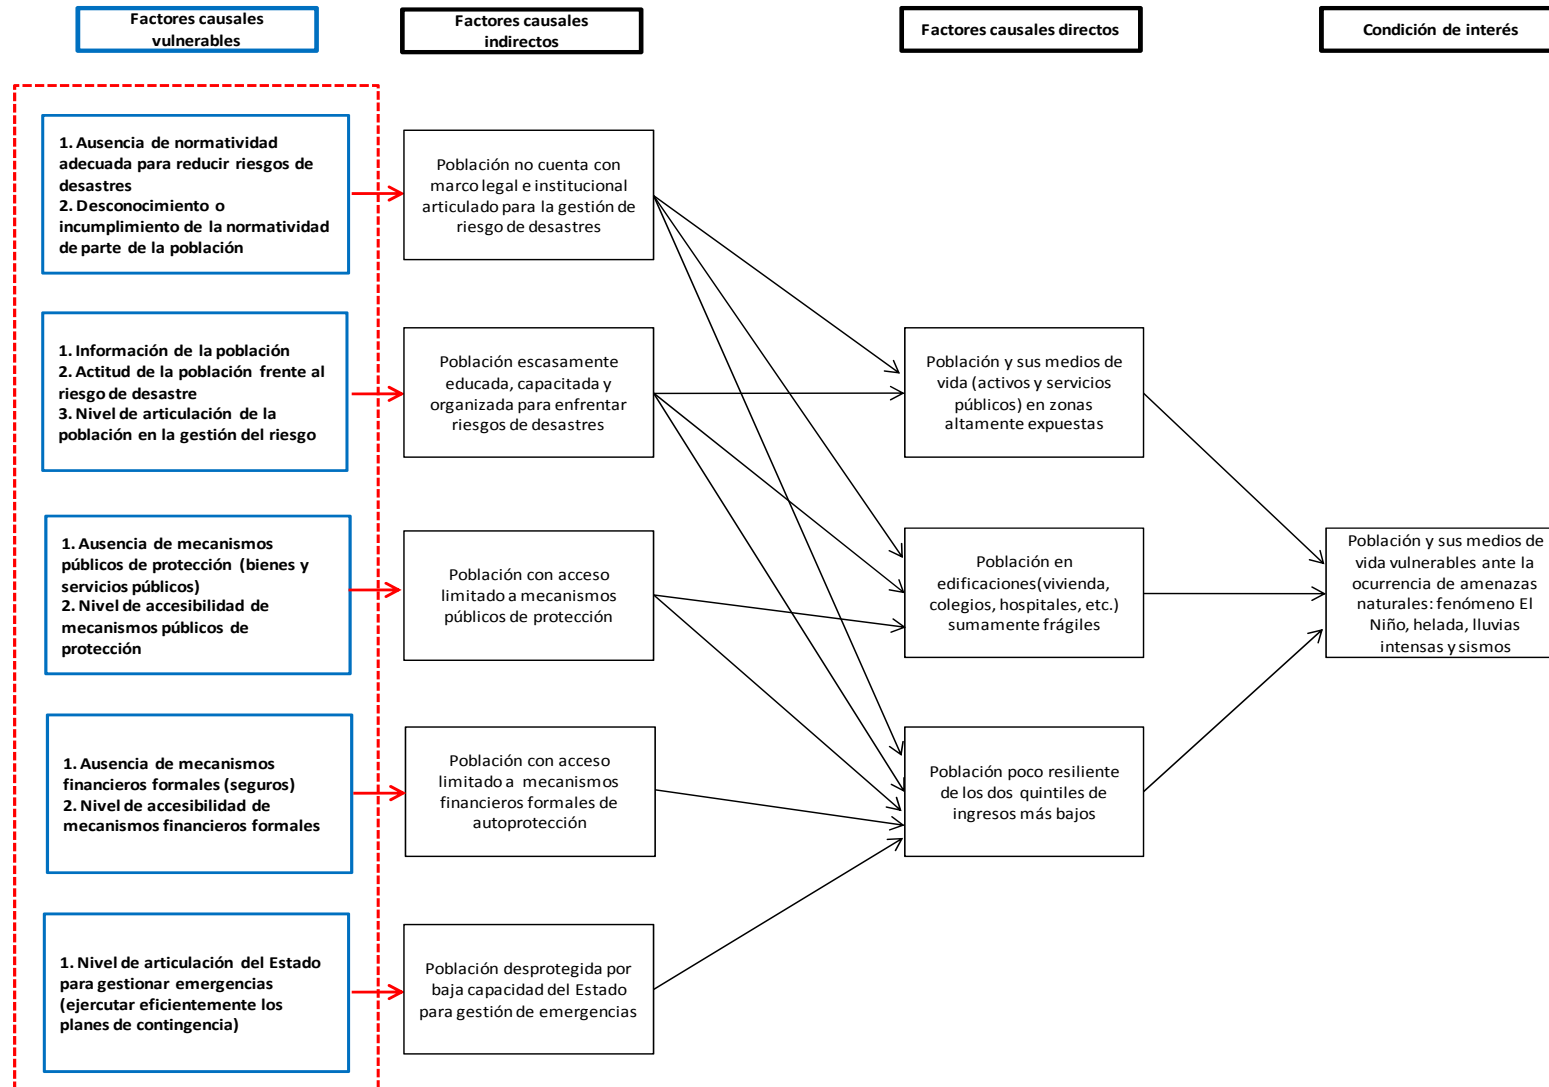 Factores causales
vulnerables
Factores causales
indirectos
Factores causales directos
Condición de interés
1. Ausencia de normatividad
adecuada para reducir riesgos de
desastres
2. Desconocimiento o
incumplimiento de la normatividad
de parte de la población
Población no cuenta con
marco legal e institucional
articulado para la gestión de
riesgo de desastres
1. Información de la población
2. Actitud de la población frente al
riesgo de desastre
3. Nivel de articulación de la
población en la gestión del riesgo
Población escasamente
educada, capacitada y
organizada para enfrentar
riesgos de desastres
Población y sus medios de
vida (activos y servicios
públicos) en zonas
altamente expuestas
1. Ausencia de mecanismos
públicos de protección (bienes y
servicios públicos)
2. Nivel de accesibilidad de
mecanismos públicos de
protección
Población con acceso
limitado a mecanismos
públicos de protección
Población en
edificaciones(vivienda,
colegios, hospitales, etc.)
sumamente frágiles
Población y sus medios de
vida vulnerables ante la
ocurrencia de amenazas
naturales: fenómeno El
Niño, helada, lluvias
intensas y sismos
1. Ausencia de mecanismos
financieros formales (seguros)
2. Nivel de accesibilidad de
mecanismos financieros formales
Población con acceso
limitado a mecanismos
financieros formales de
autoprotección
Población poco resiliente
de los dos quintiles de
ingresos más bajos
1. Nivel de articulación del Estado
para gestionar emergencias
(ejercutar eficientemente los
planes de contingencia)
Población desprotegida por
baja capacidad del Estado
para gestión de emergencias